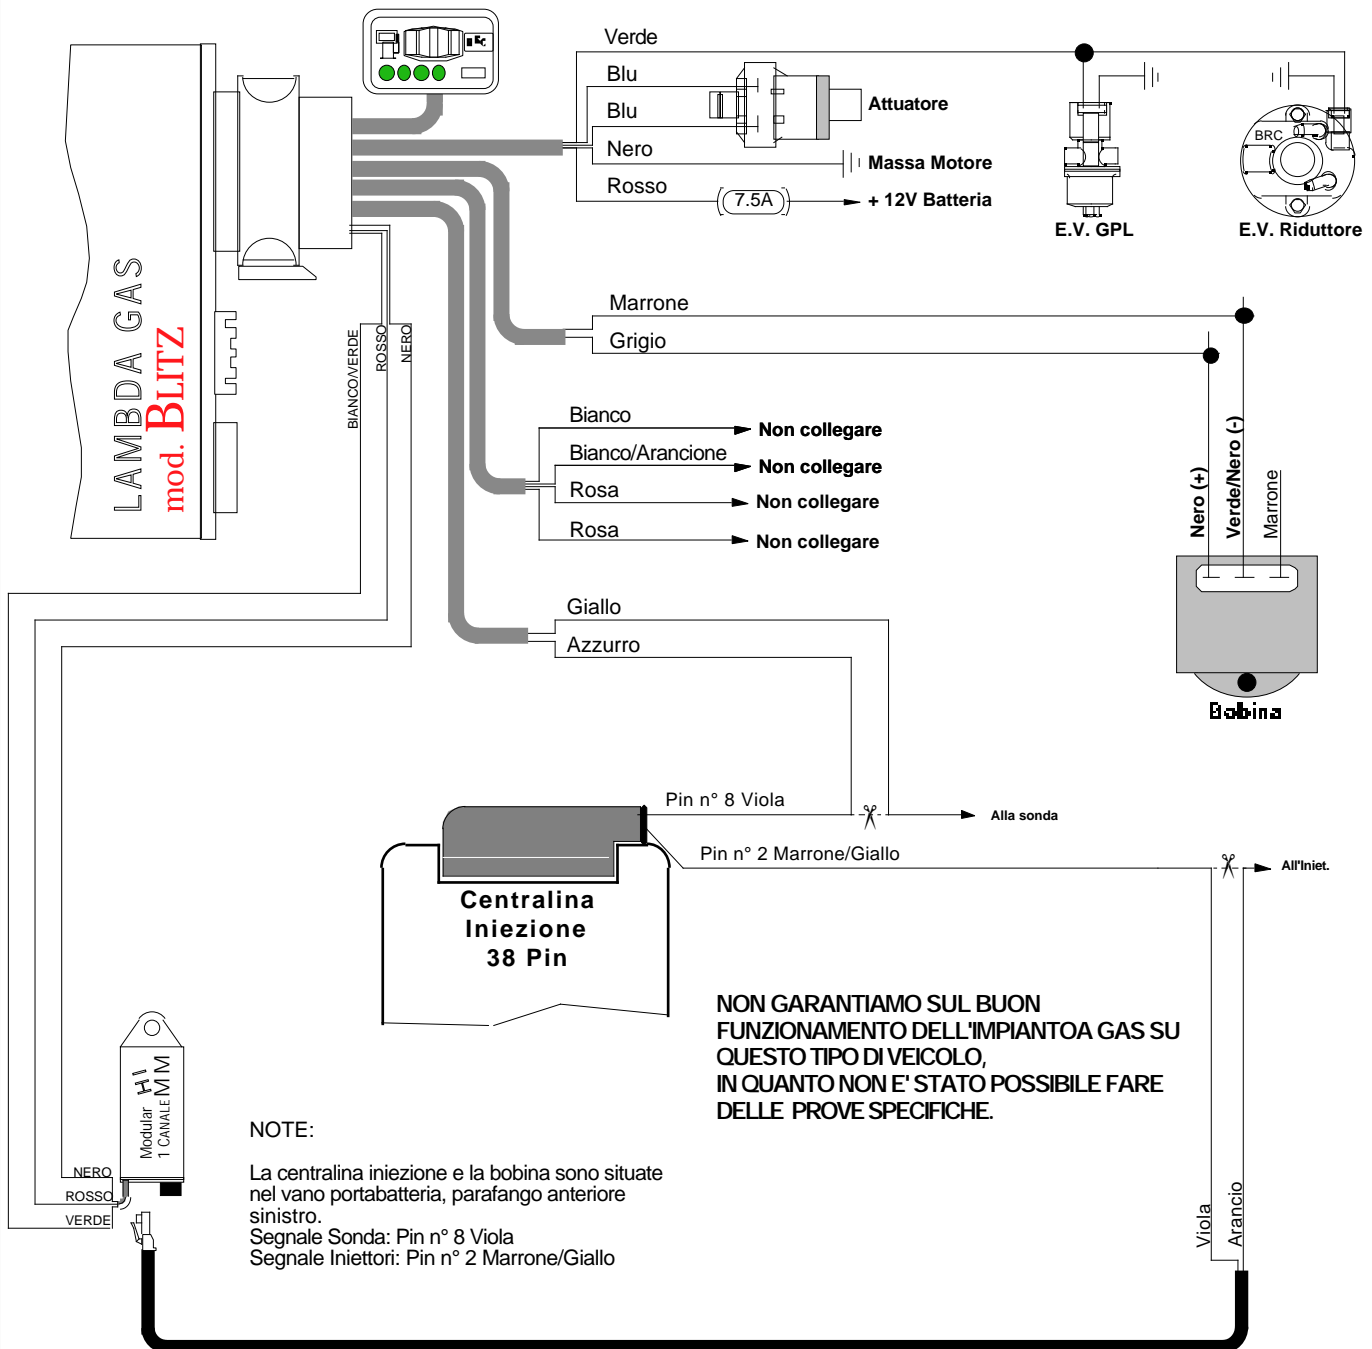 Verde
Blu
Blu
Nero
Rosso
Attuatore
Massa Motore
7.5A
+ 12V Batteria
E.V. GPL
BRC
E.V. Riduttore
LAMBDA GAS
mod. BLITZ
BIANCO/VERDE
ROSSO
NERO
Marrone
Grigio
Bianco
Non collegare
Bianco/Arancione
Non collegare
Rosa
Non collegare
Rosa
Non collegare
Nero (+)
Verde/Nero (-)
Marrone
Bobina
Giallo
Azzurro
Pin n° 8 Viola
Alla sonda
Pin n° 2 Marrone/Giallo
All'Iniet.
Centralina
Iniezione
38 Pin
NON GARANTIAMO SUL BUON
FUNZIONAMENTO DELL'IMPIANTOA GAS SU
QUESTO TIPO DI VEICOLO,
IN QUANTO NON E' STATO POSSIBILE FARE
DELLE PROVE SPECIFICHE.
Modular HI
1 CANALE MM
NERO
ROSSO
VERDE
NOTE:
La centralina iniezione e la bobina sono situate
nel vano portabatteria, parafango anteriore
sinistro.
Segnale Sonda: Pin n° 8 Viola
Segnale Iniettori: Pin n° 2 Marrone/Giallo
Viola
Arancio